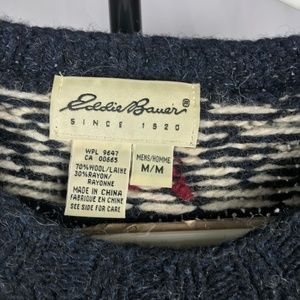 Eddie Bauer®
SINCE 1920
WPL 9647
CA 00665
70%WOOL/LAINE
30%RAYON/
RAYONNE
MADE IN CHINA
FABRIQUE EN CHINE
SEE SIDE FOR CARE
MENS/HOMME
M/M